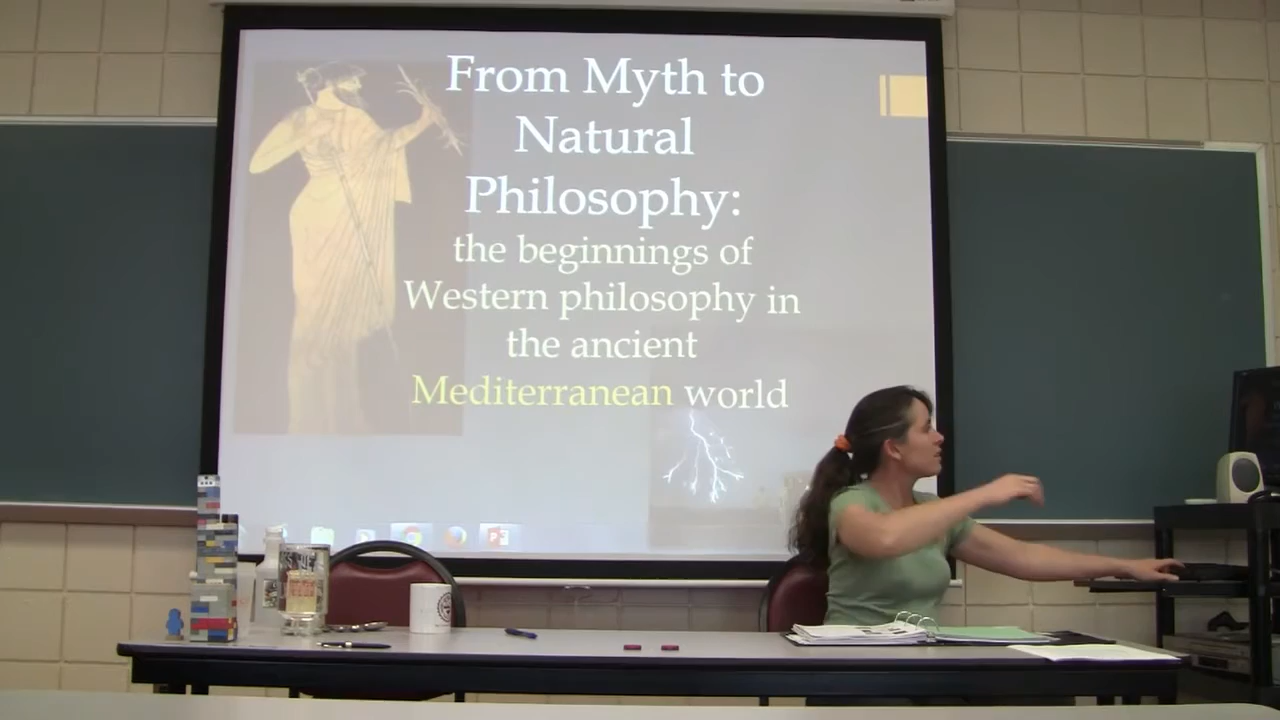 From Myth to
Natural
Philosophy:
the beginnings of
Western philosophy in
the ancient
Mediterranean world